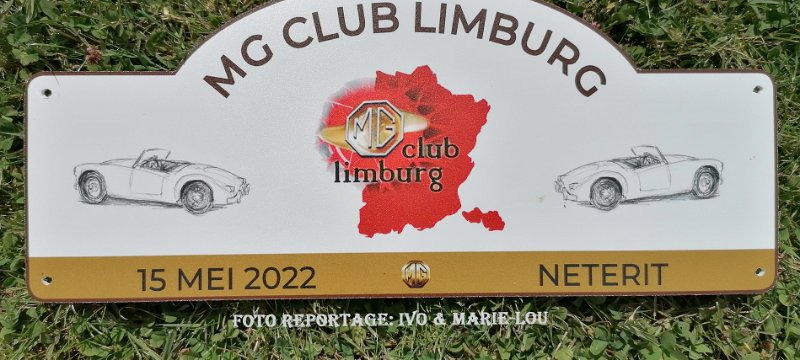 MG CLUB LIMBURG
MG
club
limburg
15 MEI 2022
MG
NETERIT
FOTO REPORTAGE: IVO & MARIE-LOU